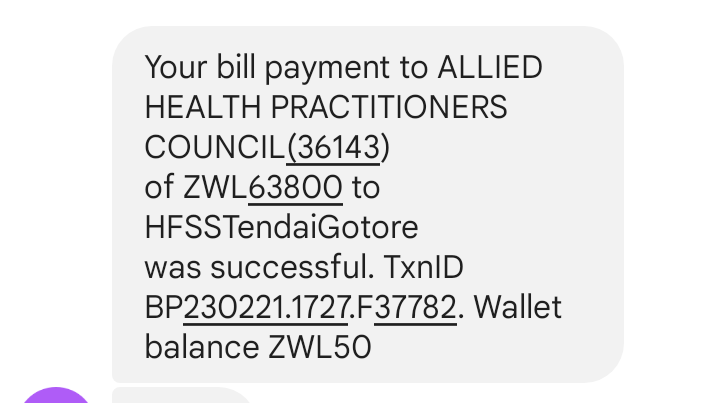 Your bill payment to ALLIED
HEALTH PRACTITIONERS
COUNCIL(36143)
of ZWL63800 to
HFSSTendaiGotore
was successful. TxnID
BP230221.1727.F37782. Wallet
balance ZWL50